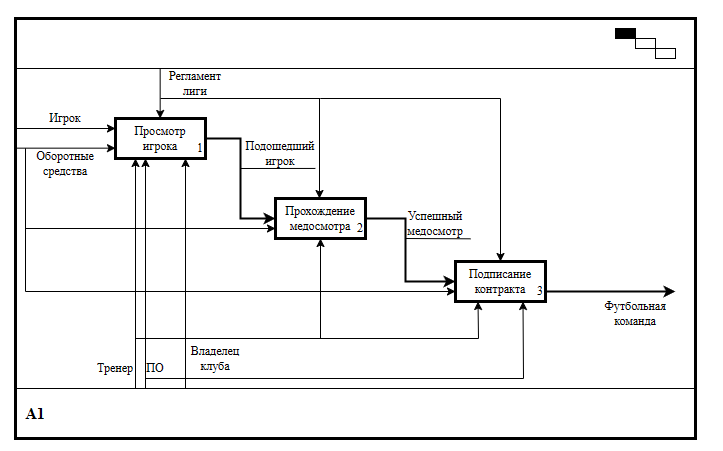 Регламент
лиги
Игрок
Просмотр
игрока
1
Оборотные
средства
Подошедший
игрок
Прохождение
медосмотра
2
Успешный
медосмотр
Подписание
контракта
3
Футбольная
команда
Владелец
клуба
Тренер
ПО
A1